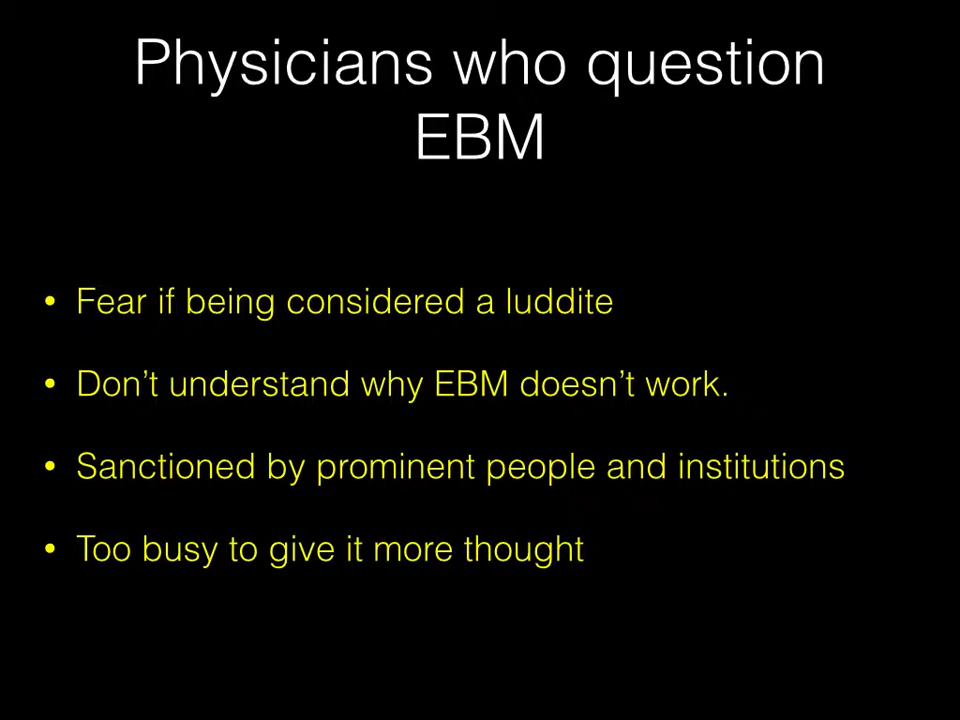 Physicians who question
EBM
• Fear if being considered a luddite
• Don’t understand why EBM doesn’t work.
• Sanctioned by prominent people and institutions
• Too busy to give it more thought